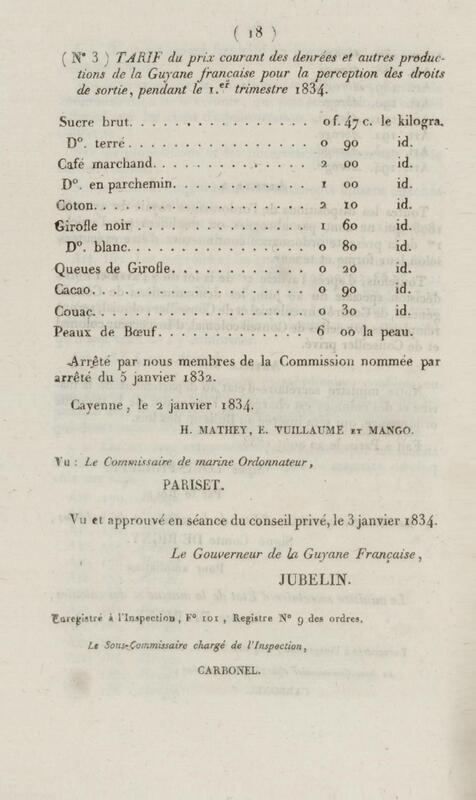 ( 18 )
( N° 3 ) TARIF du prix courant des denrées et autres produc-
tions de la Guyane française pour la perception des droits
de sortie, pendant le 1.er trimestre 1834.
Sucre brut. . . . . . . . . . . . . . . 0 f. 47 c. le kilogra.
D°. terré. . . . . . . . . . . . . . . 0 90 id.
Café marchand. . . . . . . . . . . . . 2 00 id.
D°. en parchemin. . . . . . . . . . . . 1 00 id.
Coton. . . . . . . . . . . . . . . . . 2 10 id.
Girofle noir . . . . . . . . . . . . . 1 60 id.
D°. blanc. . . . . . . . . . . . . . . 0 80 id.
Queues de Girofle. . . . . . . . . . . 0 20 id.
Cacao. . . . . . . . . . . . . . . . . 0 90 id.
Couac. . . . . . . . . . . . . . . . . 0 30 id.
Peaux de Bœuf. . . . . . . . . . . . . 6 00 la peau.
Arrêté par nous membres de la Commission nommée par
arrêté du 5 janvier 1832.
Cayenne, le 2 janvier 1834.
H. MATHEY, E. VUILLAUME ET MANGO.
Vu : Le Commissaire de marine Ordonnateur,
PARISET.
Vu et approuvé en séance du conseil privé, le 3 janvier 1834.
Le Gouverneur de la Guyane Française,
JUBELIN.
Enregistré à l'Inspection, F° 101, Registre N° 9 des ordres.
Le Sous-Commissaire chargé de l'Inspection,
CARBONEL.